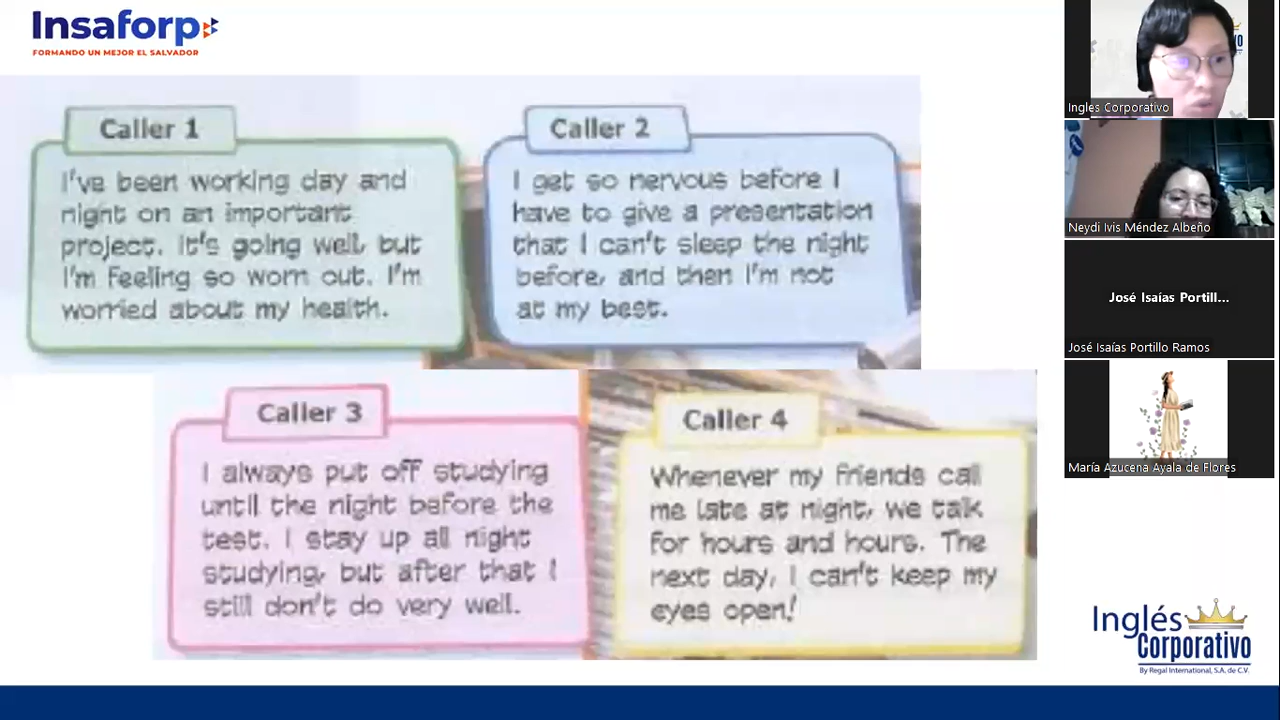 Insaforp
FORMANDO UN MEJOR EL SALVADOR
Caller 1
I've been working day and
night on an important
project. It's going well, but
I'm feeling so worn out. I'm
worried about my health.
Caller 2
I get so nervous before I
have to give a presentation
that I can't sleep the night
before, and then I'm not
at my best.
Caller 3
I always put off studying
until the night before the
test. I stay up all night
studying, but after that I
still don't do very well.
Caller 4
Whenever my friends call
me late at night, we talk
for hours and hours. The
next day, I can't keep my
eyes open!
Ingles Corporativo
Neydi Ivis Méndez Albeño
José Isaías Portill...
José Isaías Portillo Ramos
María Azucena Ayala de Flores
Inglés
Corporativo
By Regal International, S.A. de C.V.